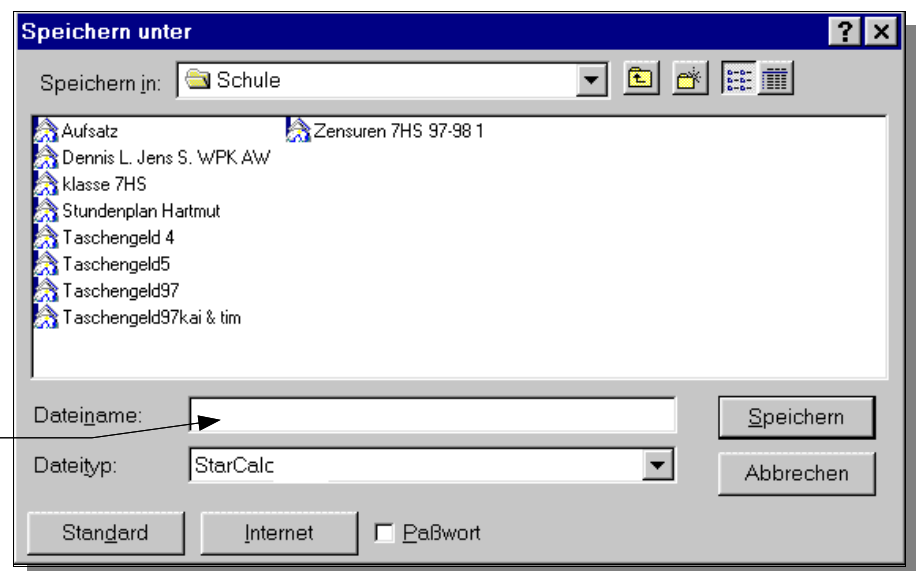 Speichern unter
Speichern in: Schule
Aufsatz
Dennis L. Jens S. WPK AW
klasse 7HS
Stundenplan Hartmut
Taschengeld 4
Taschengeld5
Taschengeld97
Taschengeld97kai & tim
Zensuren 7HS 97-98 1
Dateiname:
Speichern
Dateityp: StarCalc
Abbrechen
Standard Internet Paßwort